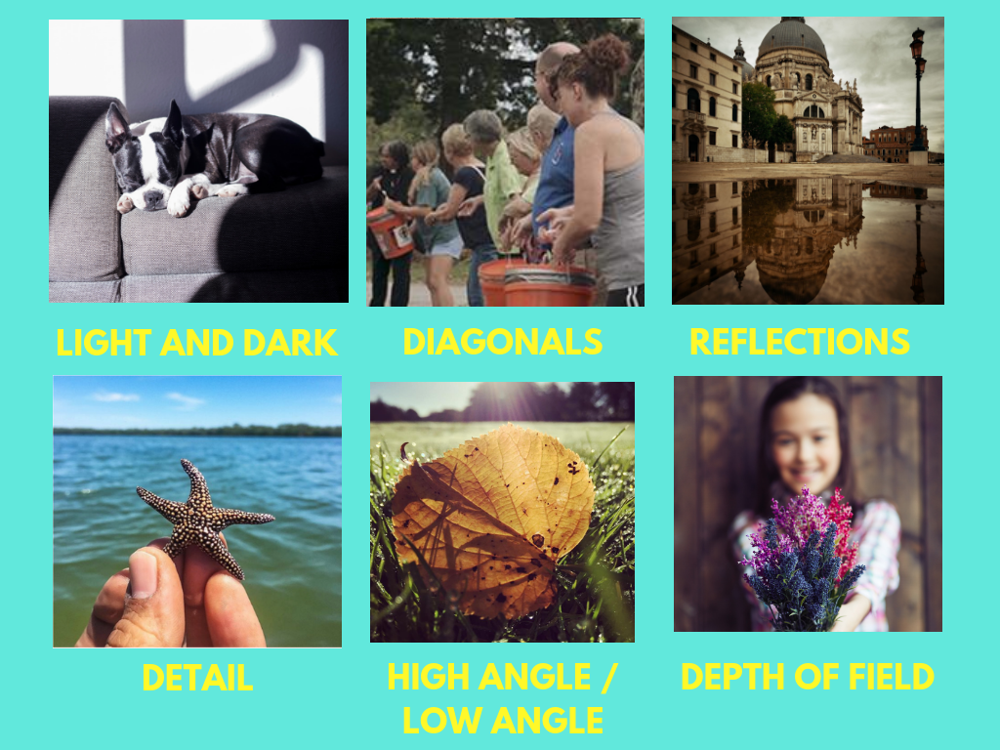 LIGHT AND DARK
DIAGONALS
REFLECTIONS
DETAIL
HIGH ANGLE /
LOW ANGLE
DEPTH OF FIELD